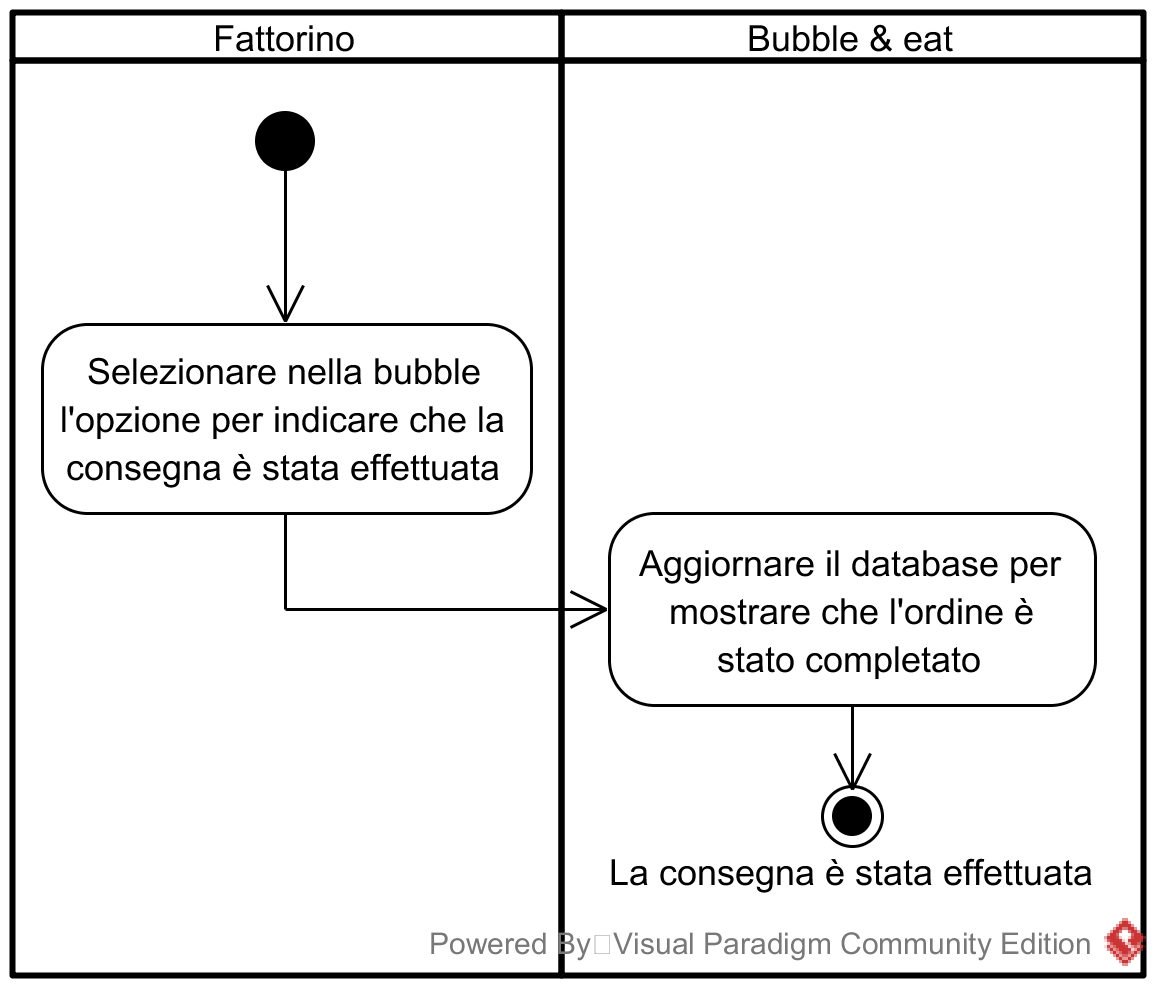 Fattorino
Bubble & eat
Selezionare nella bubble
l'opzione per indicare che la
consegna è stata effettuata
Aggiornare il database per
mostrare che l'ordine è
stato completato
La consegna è stata effettuata
Powered By Visual Paradigm Community Edition